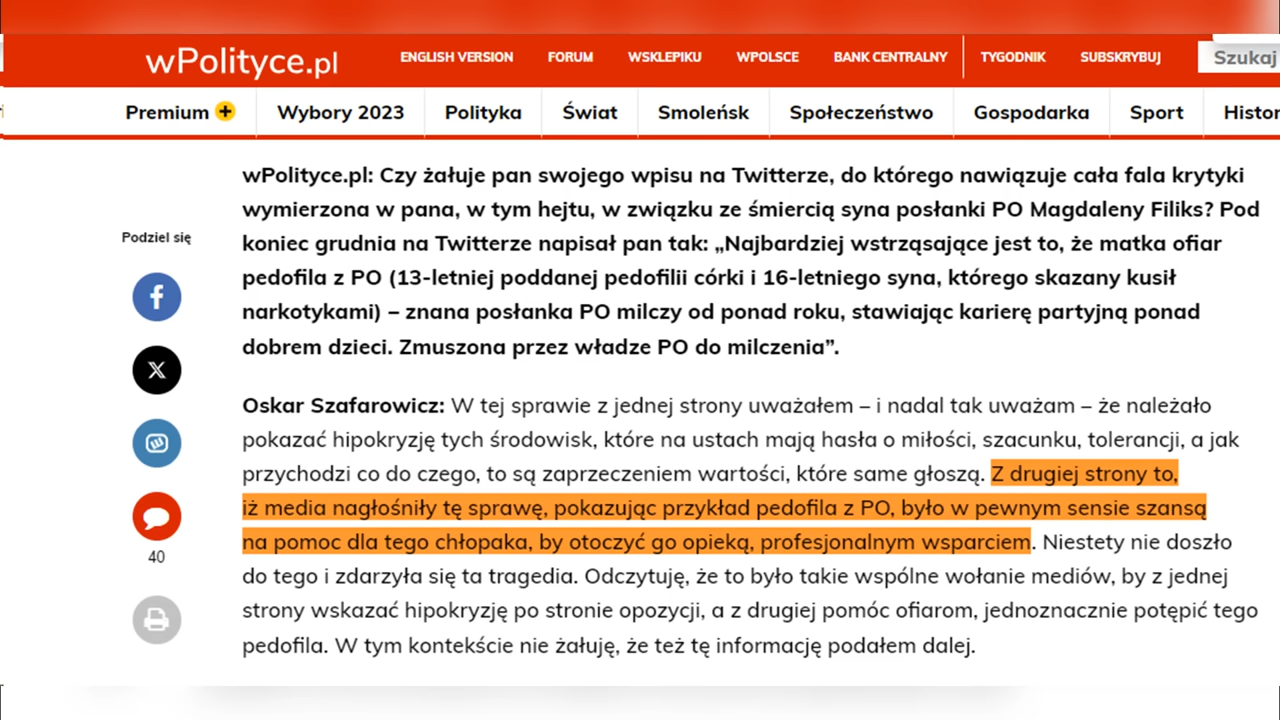 wPolityce.pl
ENGLISH VERSION FORUM WSKLEPIKU WPOLSCE BANK CENTRALNY TYGODNIK SUBSKRYBUJ Szukaj
Premium + Wybory 2023 Polityka Świat Smoleńsk Społeczeństwo Gospodarka Sport Histor
wPolityce.pl: Czy żałuje pan swojego wpisu na Twitterze, do którego nawiązuje cała fala krytyki
wymierzona w pana, w tym hejtu, w związku ze śmiercią syna posłanki PO Magdaleny Filiks? Pod
koniec grudnia na Twitterze napisał pan tak: „Najbardziej wstrząsające jest to, że matka ofiar
pedofila z PO (13-letniej poddanej pedofilii córki i 16-letniego syna, którego skazany kusił
narkotykami) – znana posłanka PO milczy od ponad roku, stawiając karierę partyjną ponad
dobrem dzieci. Zmuszona przez władze PO do milczenia”.
Podziel się
40
Oskar Szafarowicz: W tej sprawie z jednej strony uważałem – i nadal tak uważam – że należało
pokazać hipokryzję tych środowisk, które na ustach mają hasła o miłości, szacunku, tolerancji, a jak
przychodzi co do czego, to są zaprzeczeniem wartości, które same głoszą. Z drugiej strony to,
iż media nagłośniły tę sprawę, pokazując przykład pedofila z PO, było w pewnym sensie szansą
na pomoc dla tego chłopaka, by otoczyć go opieką, profesjonalnym wsparciem. Niestety nie doszło
do tego i zdarzyła się ta tragedia. Odczytuję, że to było takie wspólne wołanie mediów, by z jednej
strony wskazać hipokryzję po stronie opozycji, a z drugiej pomóc ofiarom, jednoznacznie potępić tego
pedofila. W tym kontekście nie żałuję, że też tę informację podałem dalej.